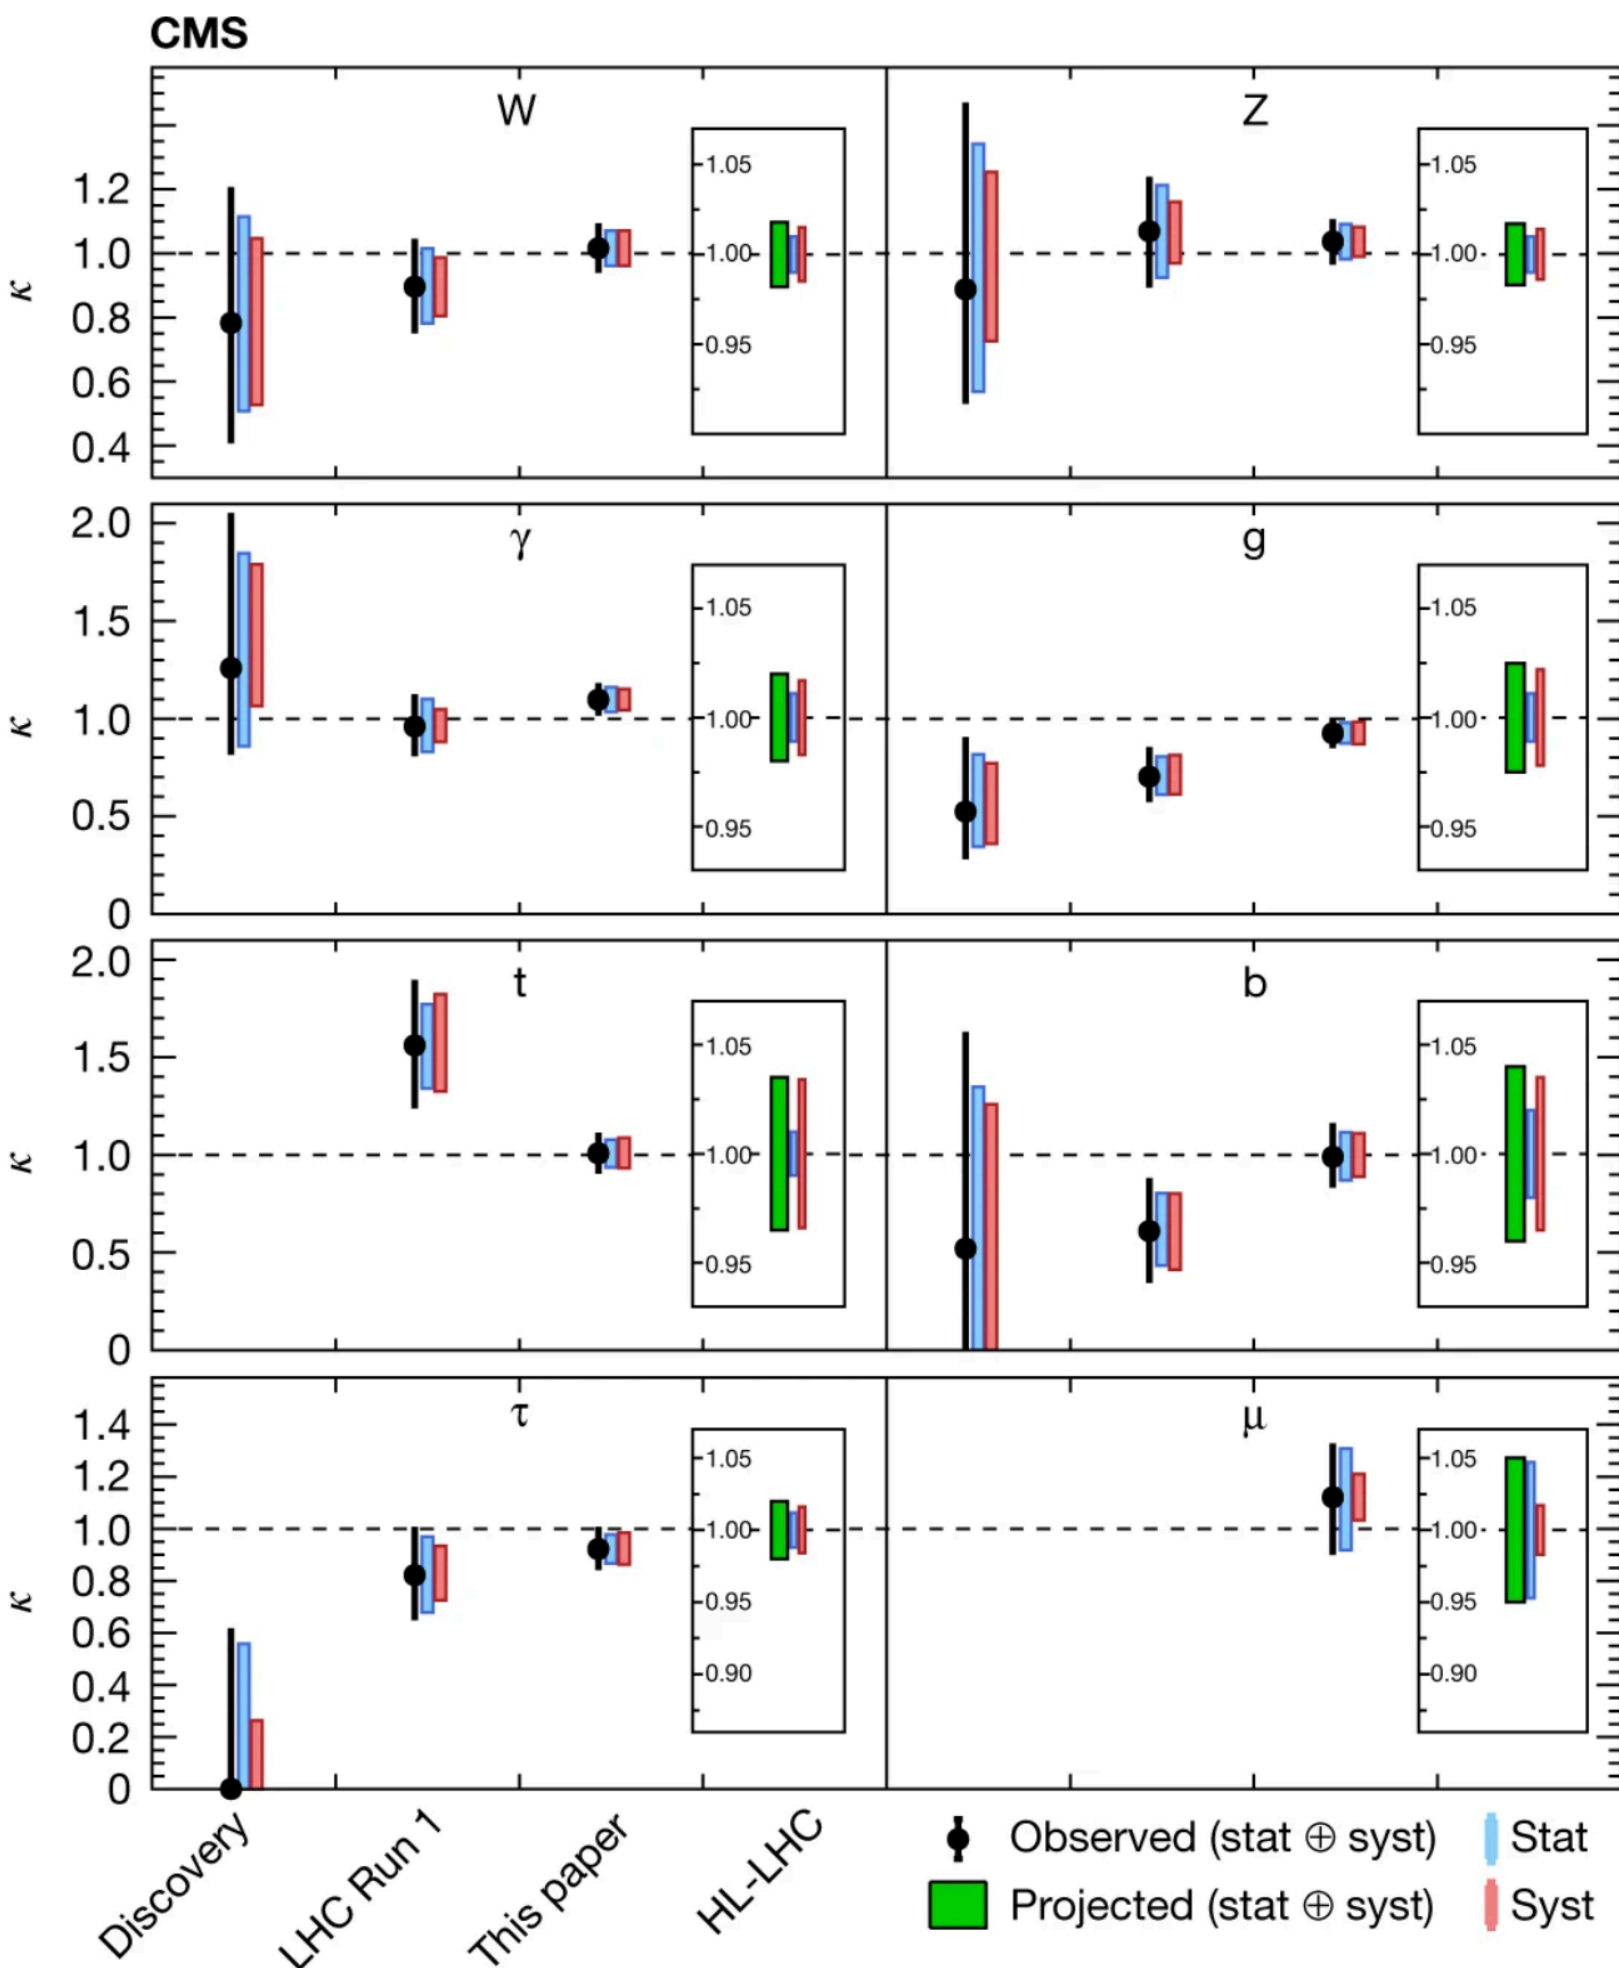 CMS
W
Z
κ
1.2
1.0
0.8
0.6
0.4
1.05
1.00
0.95
1.05
1.00
0.95
γ
g
κ
2.0
1.5
1.0
0.5
0
1.05
1.00
0.95
1.05
1.00
0.95
t
b
κ
2.0
1.5
1.0
0.5
0
1.05
1.00
0.95
1.05
1.00
0.95
τ
μ
κ
1.4
1.2
1.0
0.8
0.6
0.4
0.2
0
1.05
1.00
0.95
0.90
1.05
1.00
0.95
0.90
Discovery
LHC Run 1
This paper
HL-LHC
Observed (stat ⊕ syst)
Stat
Projected (stat ⊕ syst)
Syst